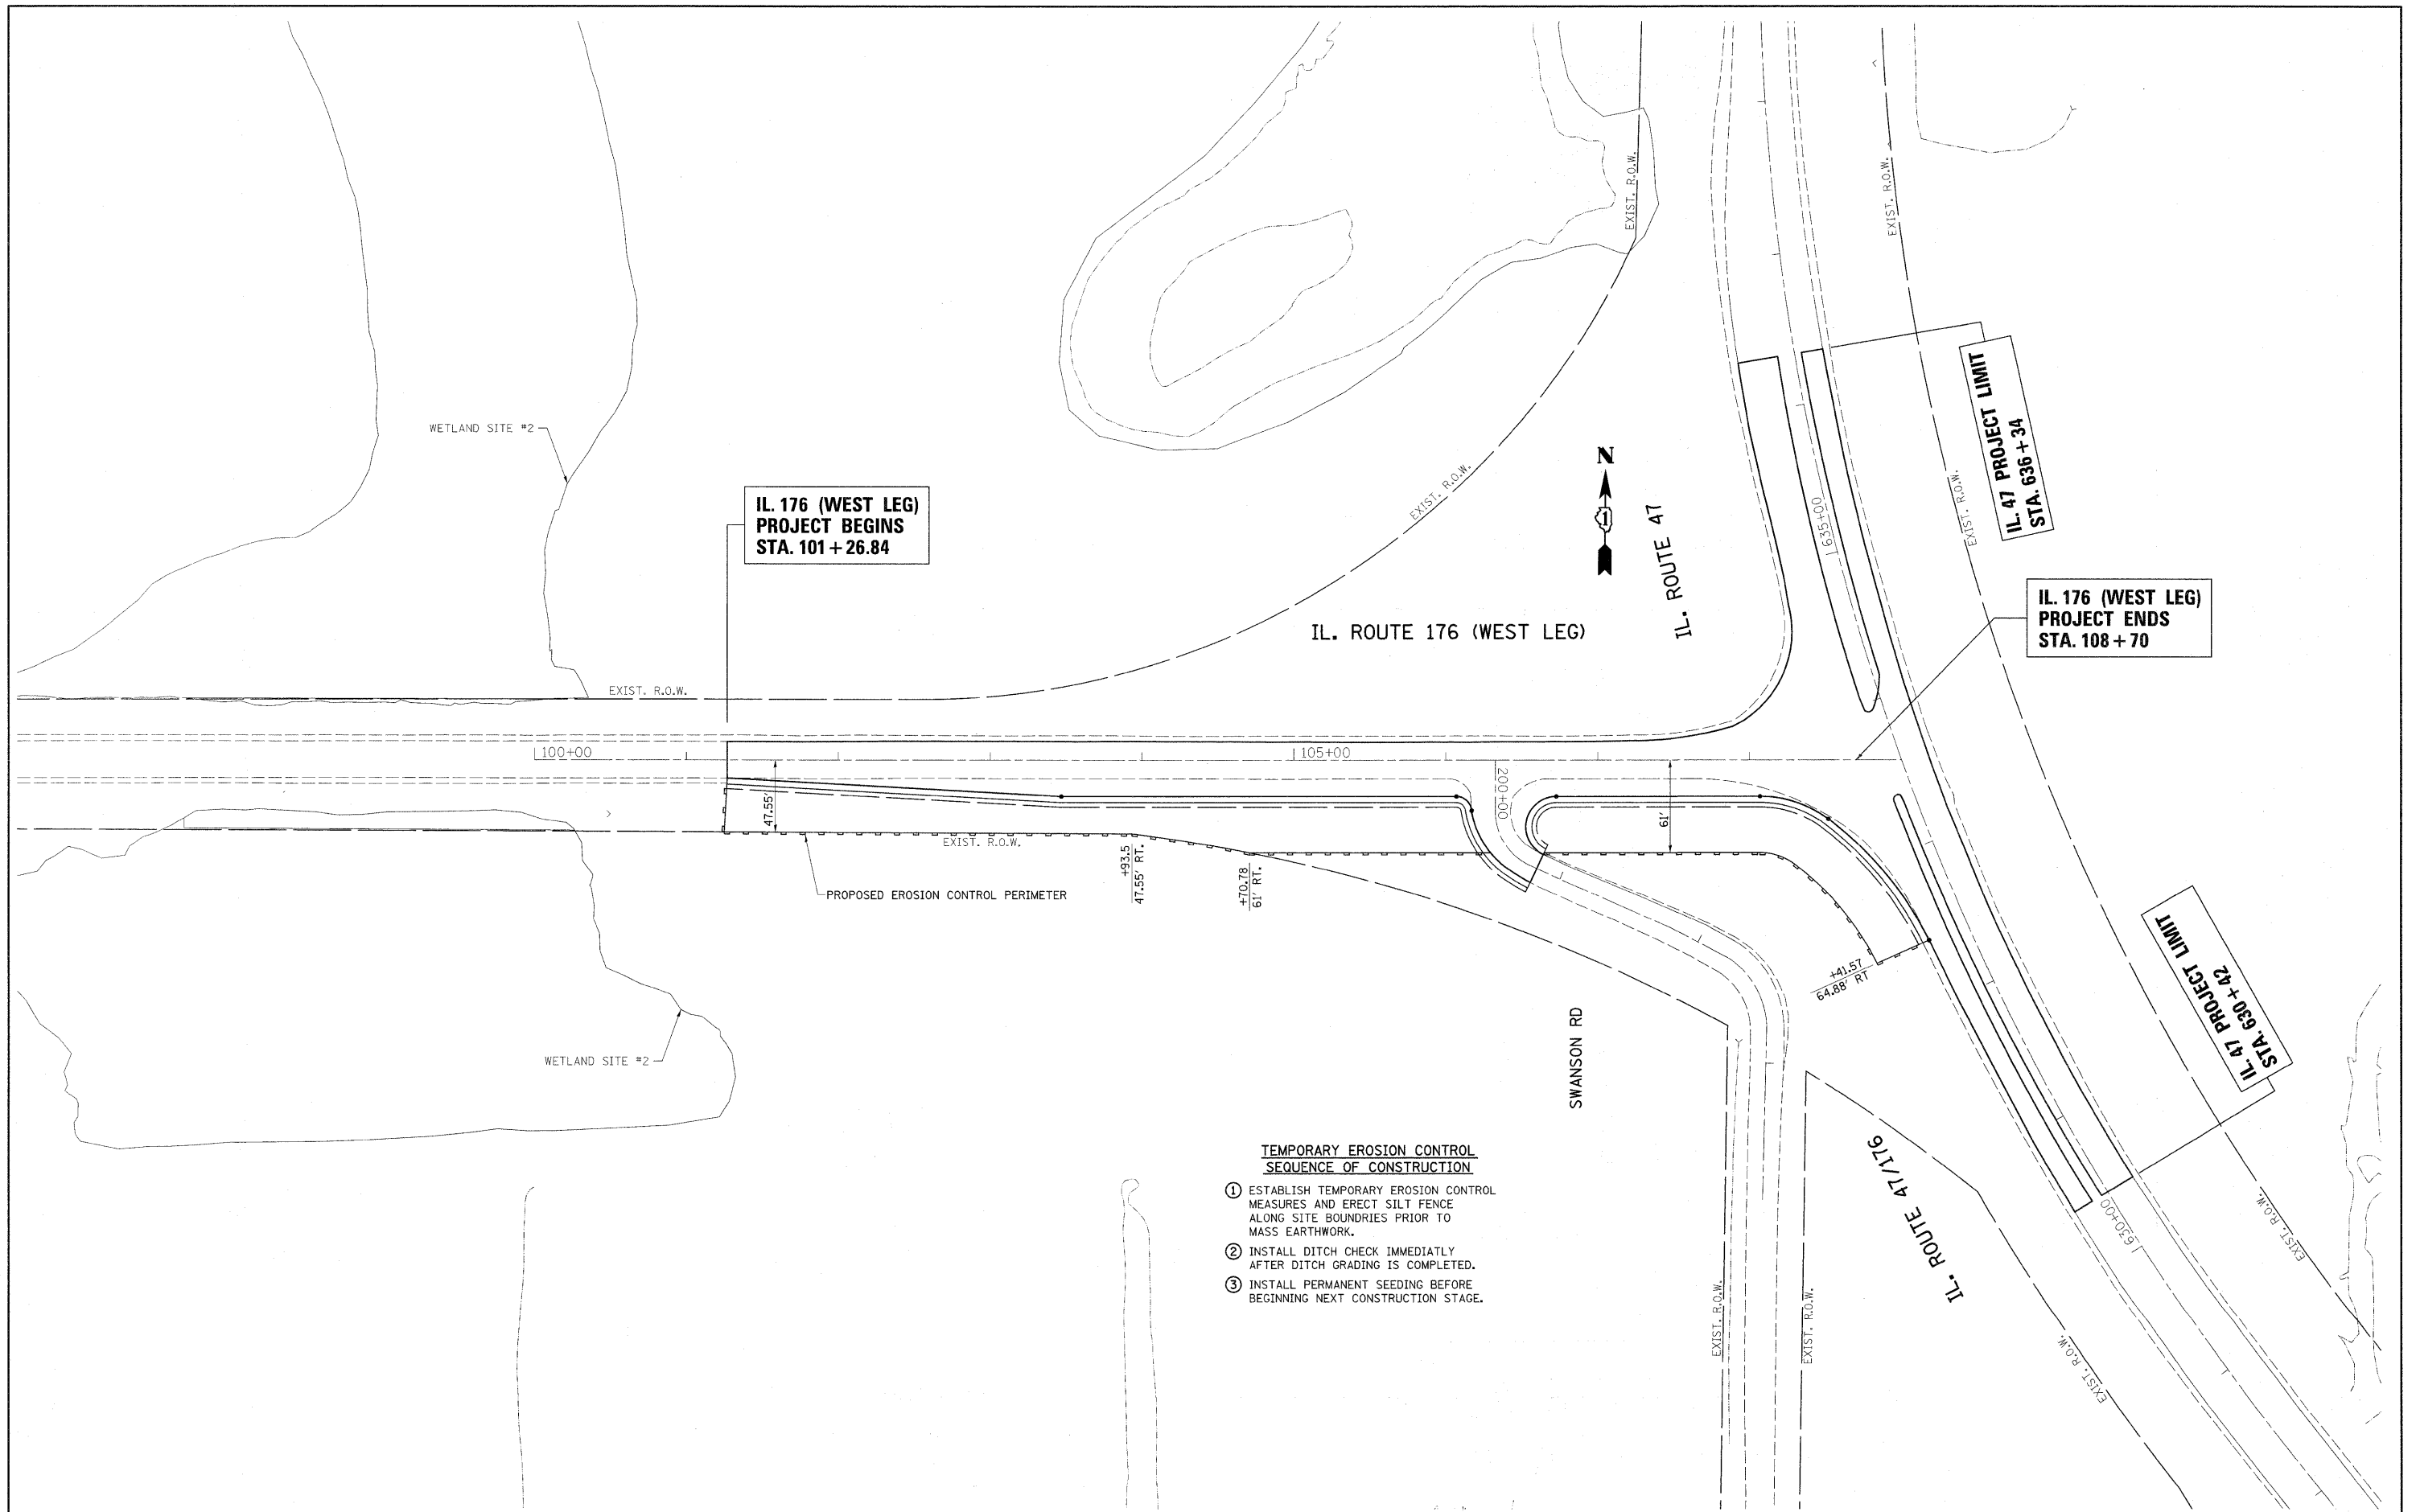 EXIST. R.O.W.
EXIST. R.O.W.
WETLAND SITE #2
IL. 176 (WEST LEG)
PROJECT BEGINS
STA. 101+26.84
EXIST. R.O.W.
N
1
IL. ROUTE 47
IL. ROUTE 176 (WEST LEG)
635+00
EXIST. R.O.W.
IL. 47 PROJECT LIMIT
STA. 636+34
IL. 176 (WEST LEG)
PROJECT ENDS
STA. 108+70
EXIST. R.O.W.
100+00
105+00
200+00
47.55'
61'
EXIST. R.O.W.
PROPOSED EROSION CONTROL PERIMETER
+93.5
47.55' RT.
+70.78
61' RT.
+41.57
64.88' RT
IL. 47 PROJECT LIMIT
STA. 630+42
WETLAND SITE #2
SWANSON RD
TEMPORARY EROSION CONTROL
SEQUENCE OF CONSTRUCTION
1 ESTABLISH TEMPORARY EROSION CONTROL
MEASURES AND ERECT SILT FENCE
ALONG SITE BOUNDRIES PRIOR TO
MASS EARTHWORK.
2 INSTALL DITCH CHECK IMMEDIATLY
AFTER DITCH GRADING IS COMPLETED.
3 INSTALL PERMANENT SEEDING BEFORE
BEGINNING NEXT CONSTRUCTION STAGE.
IL. ROUTE 47/176
630+00
EXIST. R.O.W.
EXIST. R.O.W.
EXIST. R.O.W.
EXIST. R.O.W.